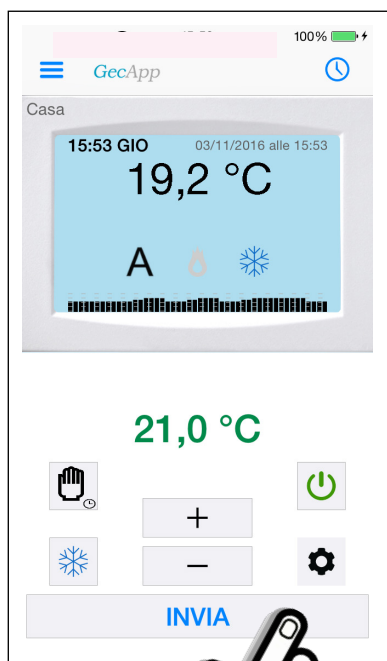 100%
GecApp
Casa
15:53 GIO 03/11/2016 alle 15:53
19,2 °C
A
21,0 °C
+
−
INVIA